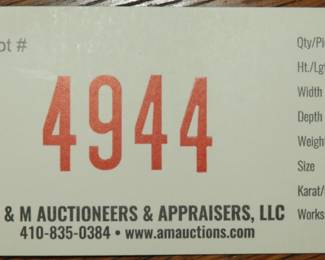 ot #
4944
& M AUCTIONEERS & APPRAISERS, LLC
410-835-0384 • www.amauctions.com
Qty/Pi
Ht./Lgt
Width
Depth
Weight
Size
Karat/
Works